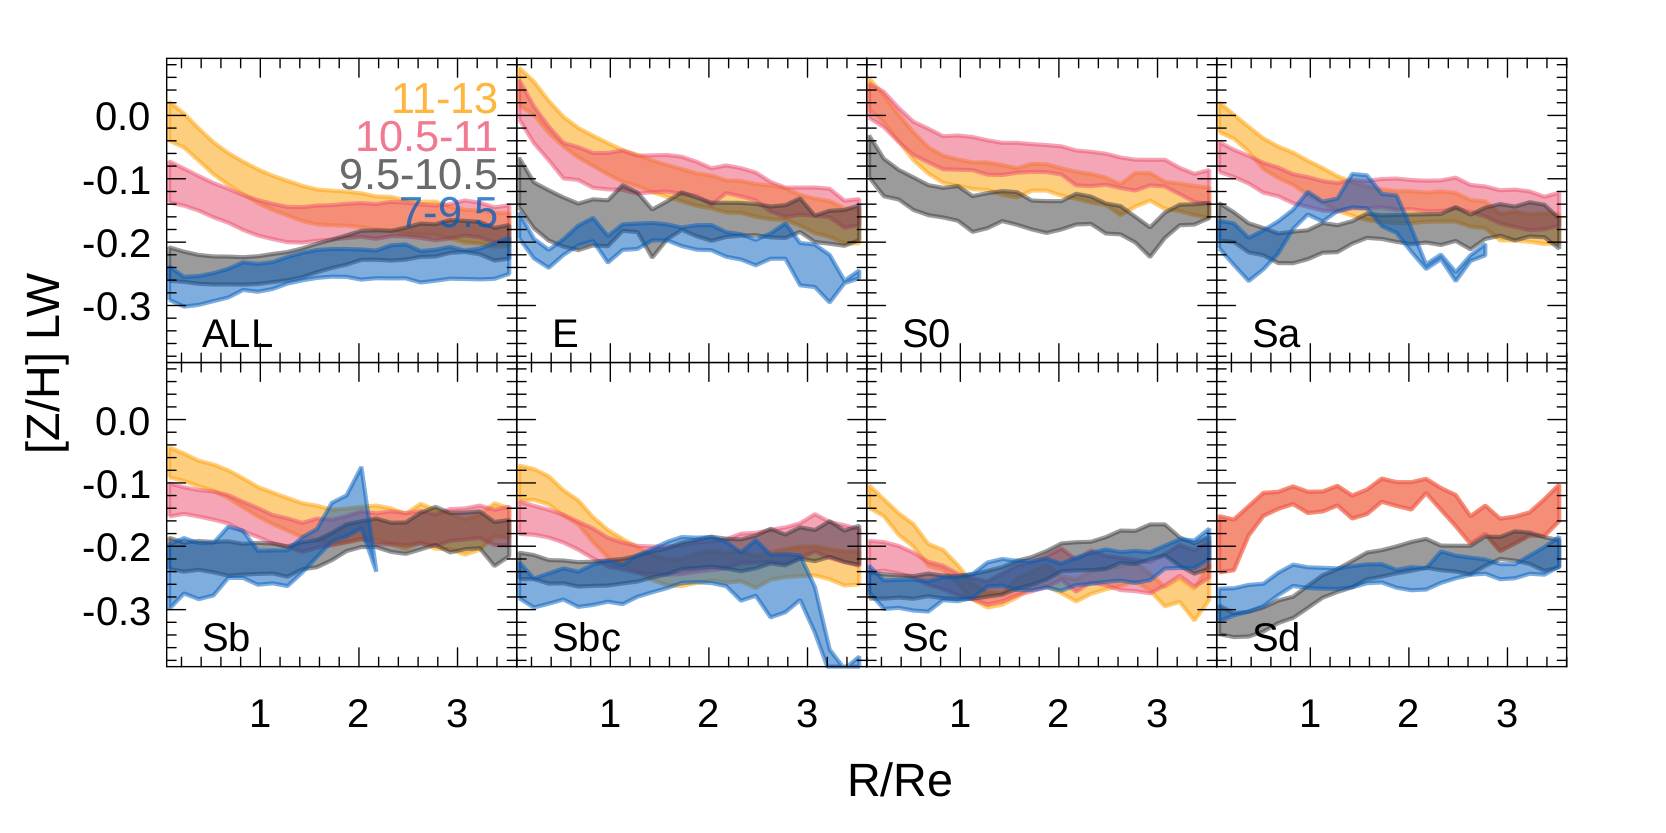 [Z/H] LW
0.0
-0.1
-0.2
-0.3
11-13
10.5-11
9.5-10.5
7-9.5
ALL
E
S0
Sa
0.0
-0.1
-0.2
-0.3
Sb
Sbc
Sc
Sd
1 2 3 1 2 3 1 2 3 1 2 3
R/Re